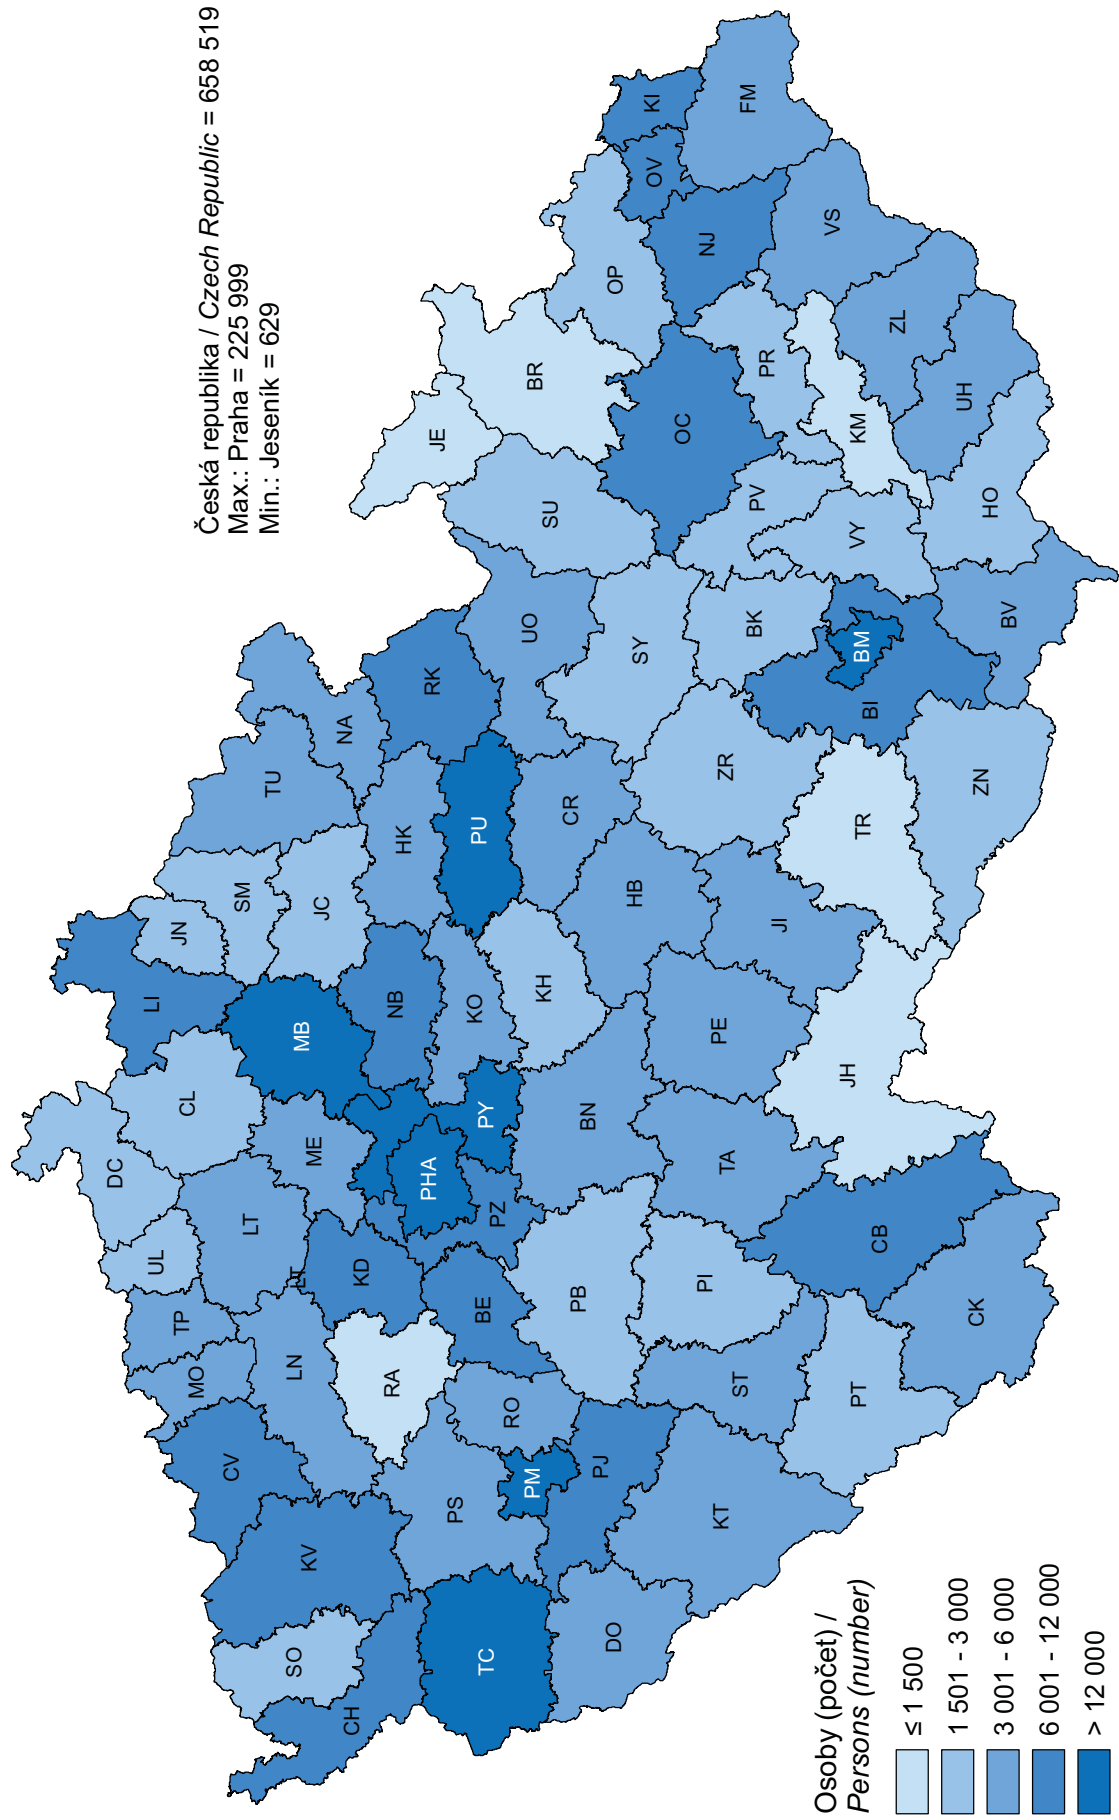 Česká republika / Czech Republic = 658 519
Max.: Praha = 225 999
Min.: Jeseník = 629
DC
LI
JN
UL
CL
SM
TU
TP
LT
MB
JC
NA
MO
ME
LT
CV
LN
KD
NB
HK
RK
JE
SO
KV
RA
PHA
KO
PU
UO
SU
BR
CH
PS
BE
PZ
PY
KH
CR
OP
OV
KI
TC
RO
PM
PB
BN
HB
SY
OC
NJ
FM
DO
PJ
PI
TA
PE
ZR
BK
PV
PR
VS
KT
ST
JI
BM
VY
KM
ZL
PT
CB
JH
TR
BI
UH
CK
ZN
BV
HO
Osoby (počet) /
Persons (number)
≤ 1 500
1 501 - 3 000
3 001 - 6 000
6 001 - 12 000
> 12 000